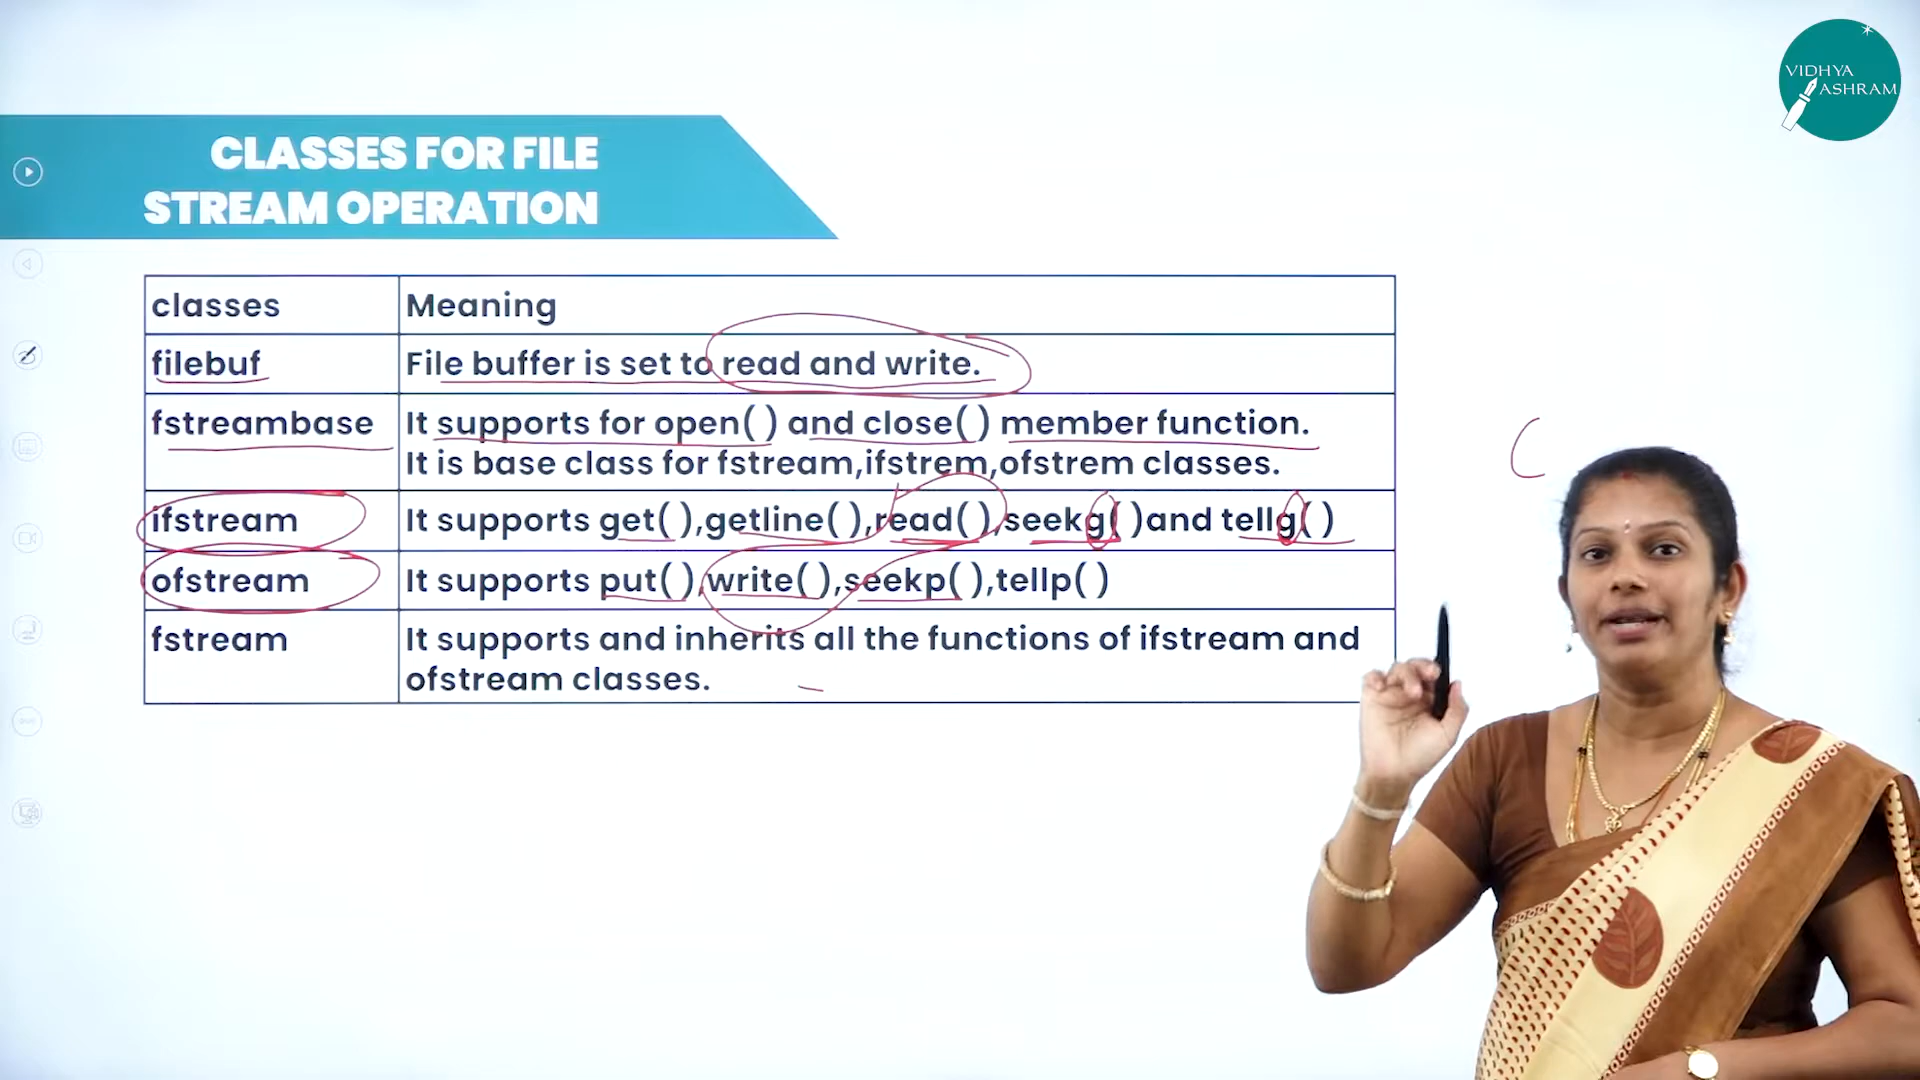 VIDHYA
ASHRAM
CLASSES FOR FILE
STREAM OPERATION
classes Meaning
filebuf File buffer is set to read and write.
fstreambase It supports for open( ) and close( ) member function.
It is base class for fstream,ifstrem,ofstrem classes.
ifstream It supports get( ),getline( ),read( ),seekg( )and tellg( )
ofstream It supports put( ),write( ),seekp( ),tellp( )
fstream It supports and inherits all the functions of ifstream and
ofstream classes.